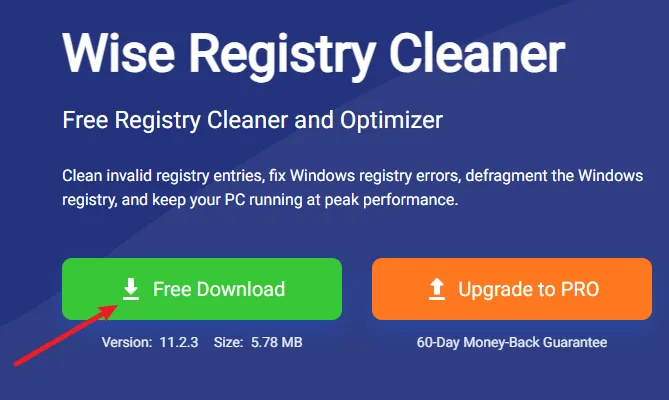 Wise Registry Cleaner
Free Registry Cleaner and Optimizer
Clean invalid registry entries, fix Windows registry errors, defragment the Windows
registry, and keep your PC running at peak performance.
Free Download
Upgrade to PRO
Version: 11.2.3 Size: 5.78 MB
60-Day Money-Back Guarantee